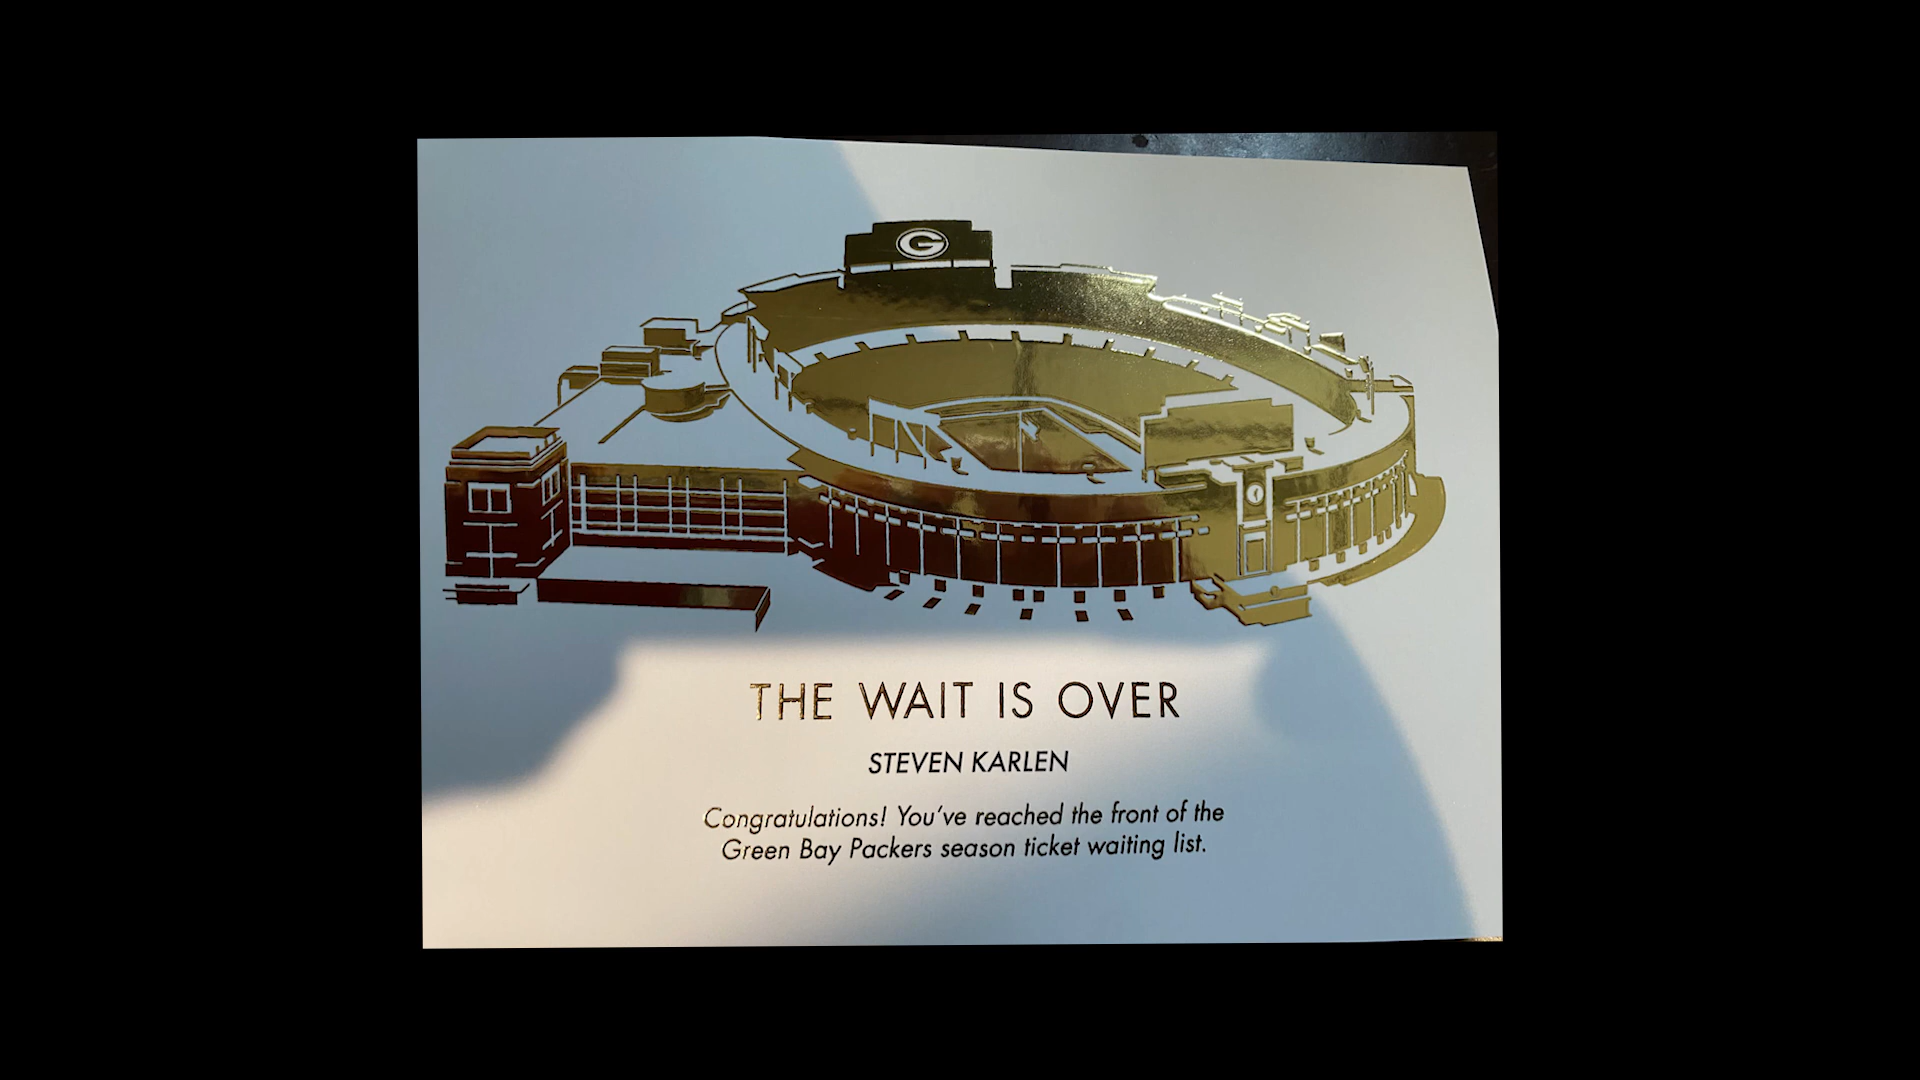 G
THE WAIT IS OVER
STEVEN KARLEN
Congratulations! You've reached the front of the
Green Bay Packers season ticket waiting list.